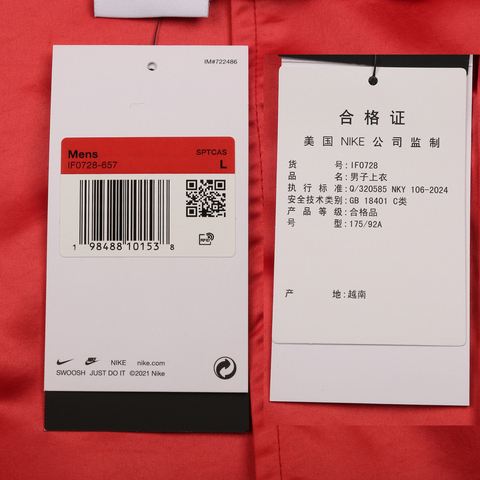 IM#722486
Mens SPTCAS
IF0728-657 L
1 98488 10153 8
RFID
NIKE nike.com
SWOOSH JUST DO IT ©2021 Nike
合格证
美国 NIKE 公司监制
货号:IF0728
品名:男子上衣
执行标准:Q/320585 NKY 106-2024
安全技术类别:GB 18401 C类
产品等级:合格品
号型:175/92A
产地:越南